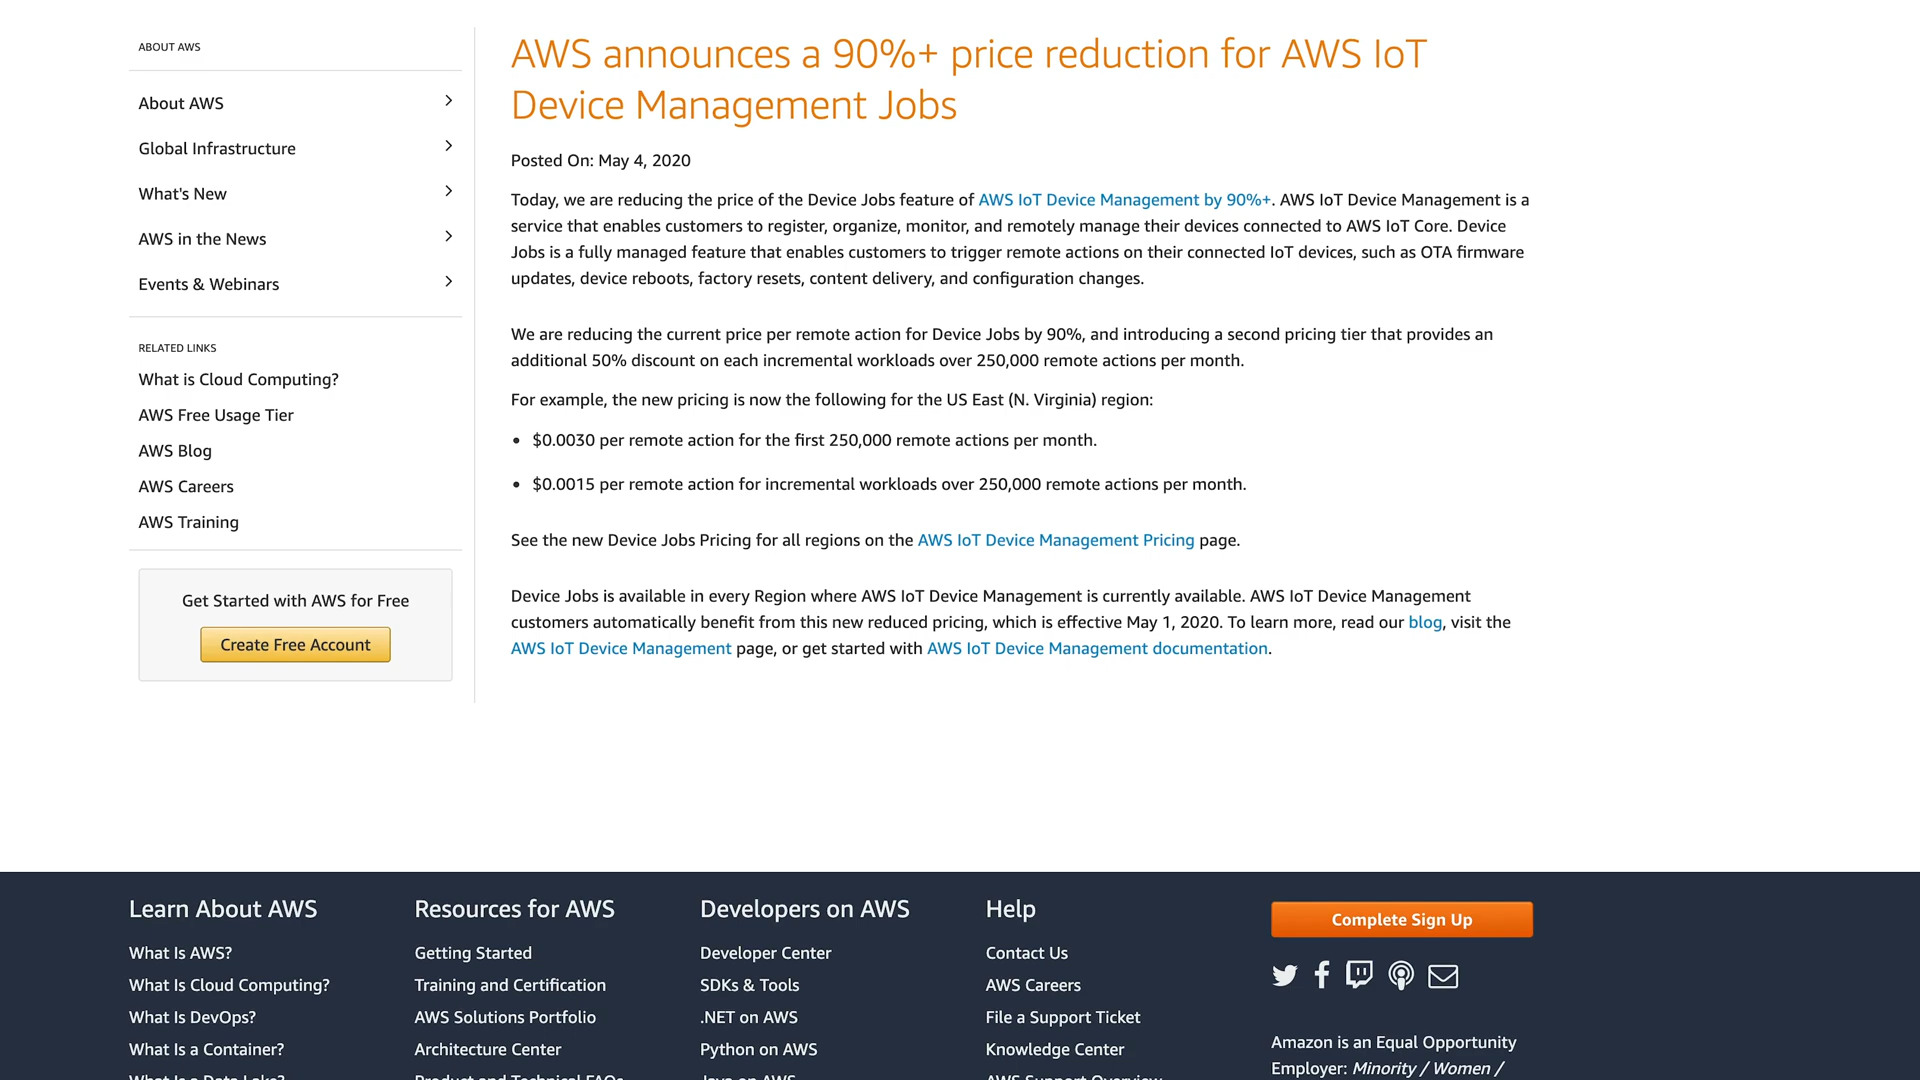 ABOUT AWS
About AWS
Global Infrastructure
What's New
AWS in the News
Events & Webinars
RELATED LINKS
What is Cloud Computing?
AWS Free Usage Tier
AWS Blog
AWS Careers
AWS Training
Get Started with AWS for Free
Create Free Account
AWS announces a 90%+ price reduction for AWS IoT
Device Management Jobs
Posted On: May 4, 2020
Today, we are reducing the price of the Device Jobs feature of AWS IoT Device Management by 90%+. AWS IoT Device Management is a
service that enables customers to register, organize, monitor, and remotely manage their devices connected to AWS IoT Core. Device
Jobs is a fully managed feature that enables customers to trigger remote actions on their connected IoT devices, such as OTA firmware
updates, device reboots, factory resets, content delivery, and configuration changes.
We are reducing the current price per remote action for Device Jobs by 90%, and introducing a second pricing tier that provides an
additional 50% discount on each incremental workloads over 250,000 remote actions per month.
For example, the new pricing is now the following for the US East (N. Virginia) region:
• $0.0030 per remote action for the first 250,000 remote actions per month.
• $0.0015 per remote action for incremental workloads over 250,000 remote actions per month.
See the new Device Jobs Pricing for all regions on the AWS IoT Device Management Pricing page.
Device Jobs is available in every Region where AWS IoT Device Management is currently available. AWS IoT Device Management
customers automatically benefit from this new reduced pricing, which is effective May 1, 2020. To learn more, read our blog, visit the
AWS IoT Device Management page, or get started with AWS IoT Device Management documentation.
Learn About AWS
What Is AWS?
What Is Cloud Computing?
What Is DevOps?
What Is a Container?
What Is a Data Lake?
Resources for AWS
Getting Started
Training and Certification
AWS Solutions Portfolio
Architecture Center
Product and Technical FAQs
Developers on AWS
Developer Center
SDKs & Tools
.NET on AWS
Python on AWS
Java on AWS
Help
Contact Us
AWS Careers
File a Support Ticket
Knowledge Center
AWS Support Overview
Complete Sign Up
Amazon is an Equal Opportunity
Employer: Minority / Women /